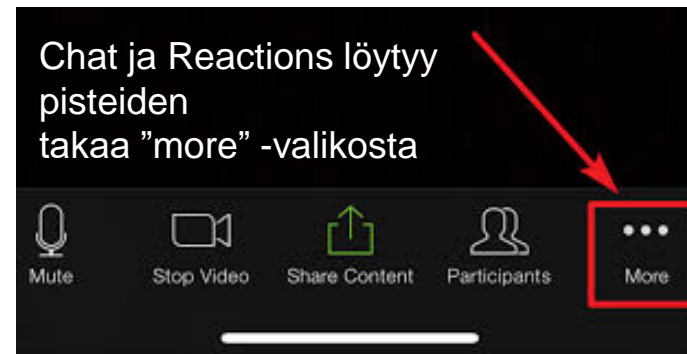 Chat ja Reactions löytyy
pisteiden
takaa ”more” -valikosta
Mute Stop Video Share Content Participants More